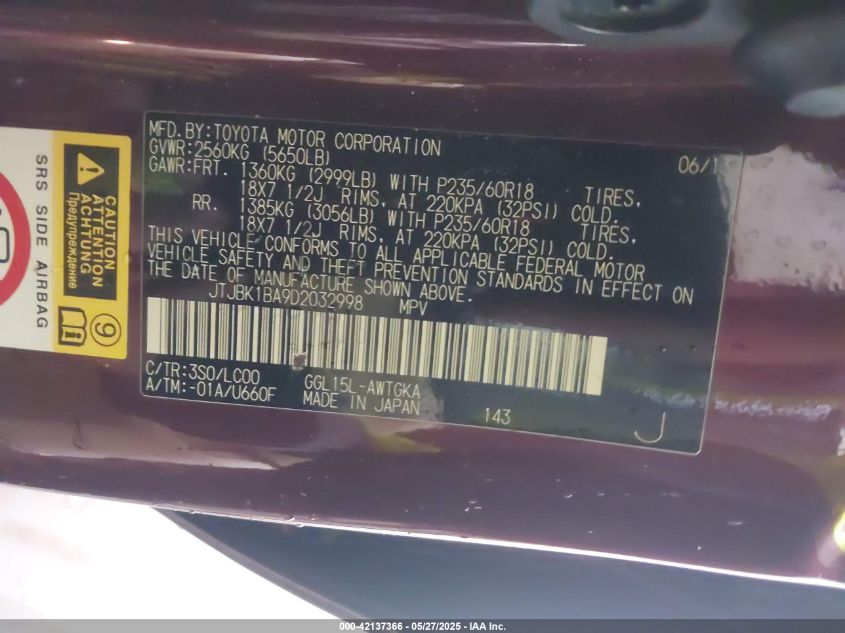 MFD.BY:TOYOTA MOTOR CORPORATION 06/1
GVWR:2560KG (5650LB)
GAWR:FRT. 1360KG (2999LB) WITH P235/60R18 TIRES,
18X7 1/2J RIMS, AT 220KPA (32PSI) COLD.
RR. 1385KG (3056LB) WITH P235/60R18 TIRES,
18X7 1/2J RIMS, AT 220KPA (32PSI) COLD.
THIS VEHICLE CONFORMS TO ALL APPLICABLE FEDERAL MOTOR
VEHICLE SAFETY AND THEFT PREVENTION STANDARDS IN EFFECT ON
THE DATE OF MANUFACTURE SHOWN ABOVE.
JTJBK1BA9D2032998 MPV
C/TR:3S0/LC00 GGL15L-AWTGKA
A/TM:-01A/U660F MADE IN JAPAN 143 J
CAUTION
ATTENTION
ACHTUNG
Предупреждение
9
SRS SIDE AIRBAG
000-42137366 - 05/27/2025 - IAA Inc.